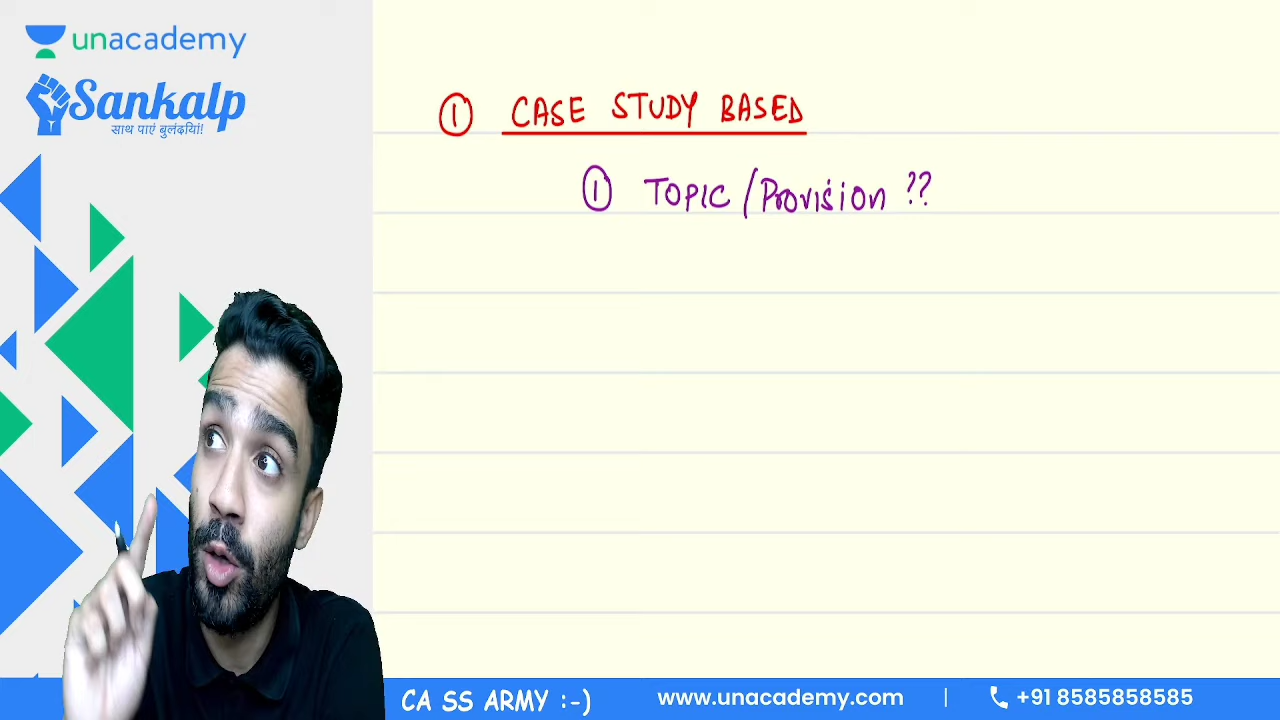 unacademy
Sankalp
साथ पाएं बुलंदियां!
① CASE STUDY BASED
① TOPIC/Provision ??
CA SS ARMY :-)
www.unacademy.com | +91 8585858585